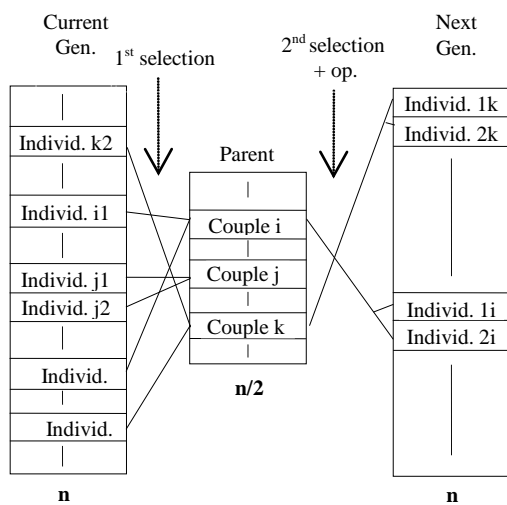 Current
Gen.
1st selection
2nd selection
+ op.
Next
Gen.
Individ. k2
Individ. i1
Individ. j1
Individ. j2
Individ.
Individ.
n
Parent
Couple i
Couple j
Couple k
n/2
Individ. 1k
Individ. 2k
Individ. 1i
Individ. 2i
n